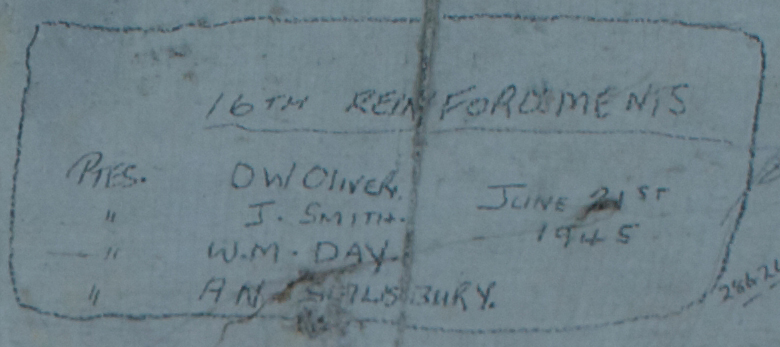 16TH REINFORCEMENTS
PTES. D W OLIVER.
" J. SMITH.
" W.M. DAY.
" A N SALISBURY.
JUNE 21ST
1945